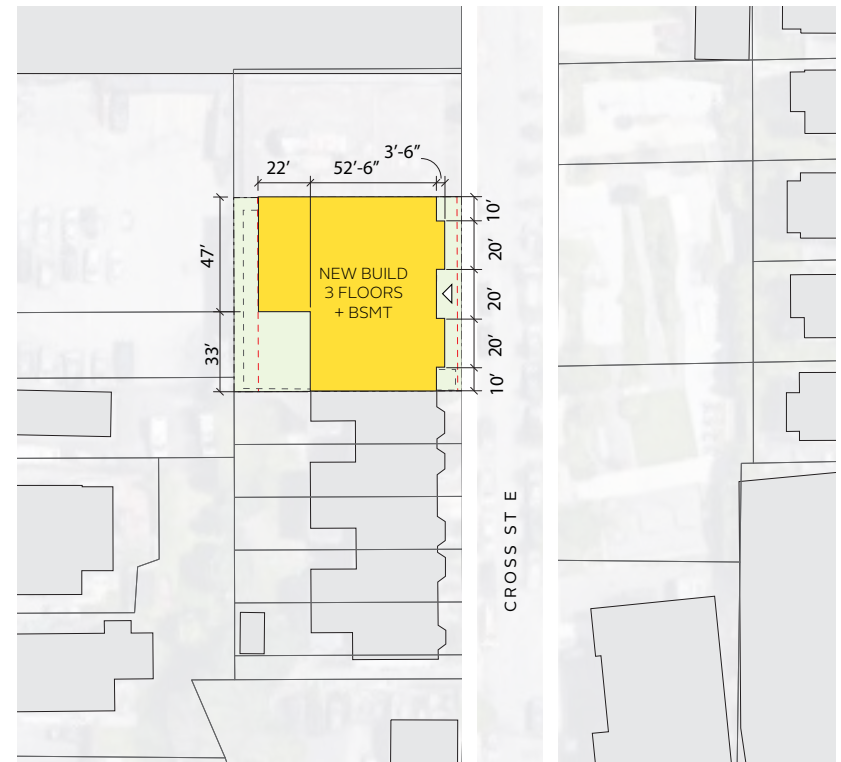 3'-6"
22'
52'-6"
10'
47'
20'
NEW BUILD
3 FLOORS
+ BSMT
20'
33'
20'
10'
CROSS ST E